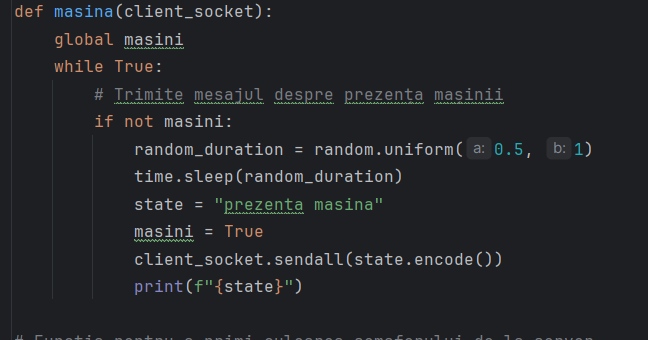 def masina(client_socket):
global masini
while True:
# Trimite mesajul despre prezenta mașinii
if not masini:
random_duration = random.uniform( a: 0.5, b: 1)
time.sleep(random_duration)
state = "prezenta masina"
masini = True
client_socket.sendall(state.encode())
print(f"{state}")